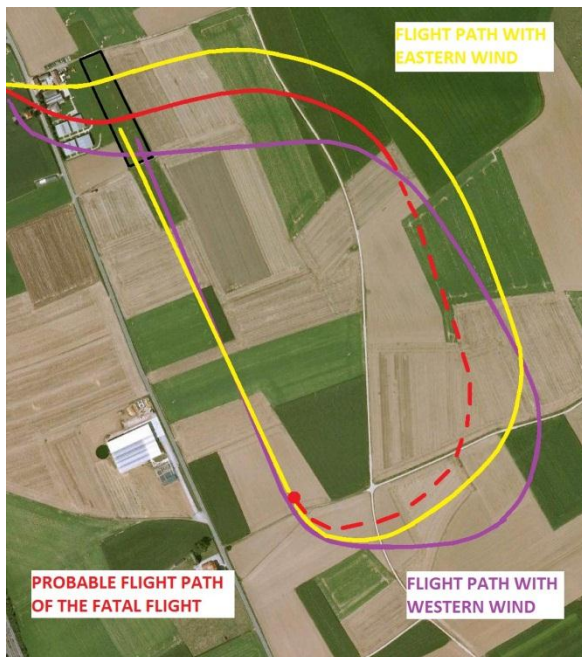 FLIGHT PATH WITH
EASTERN WIND
PROBABLE FLIGHT PATH
OF THE FATAL FLIGHT
FLIGHT PATH WITH
WESTERN WIND